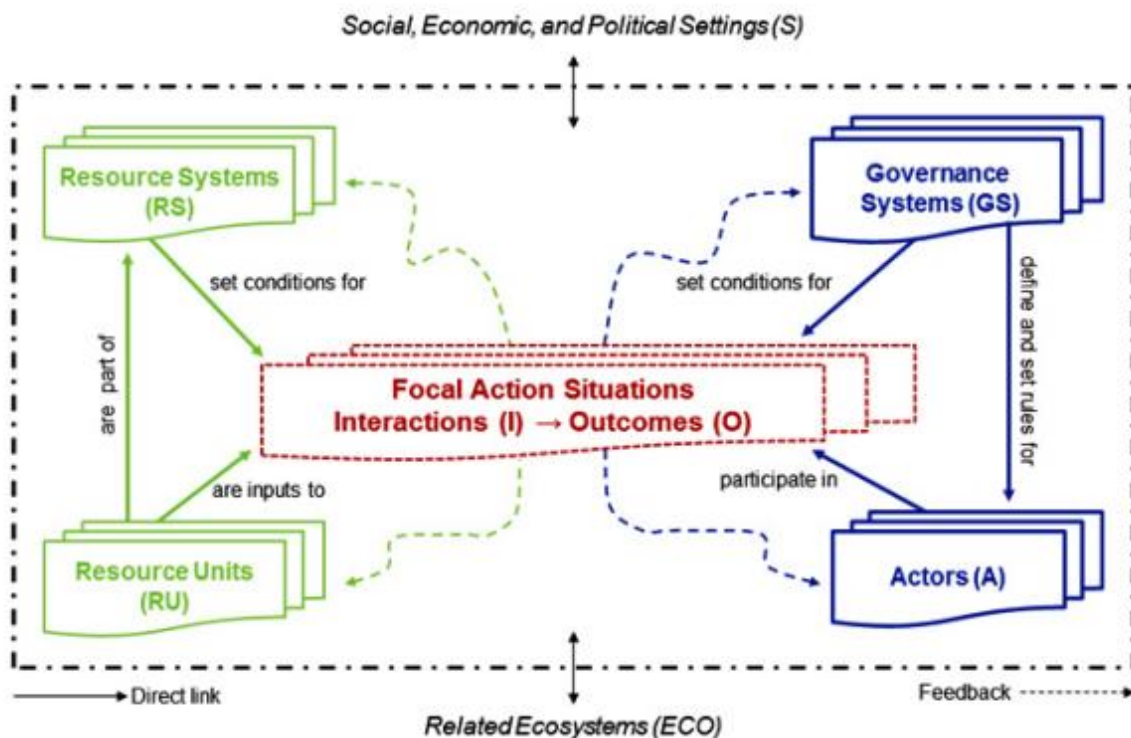 Social, Economic, and Political Settings (S)
Resource Systems
(RS)
Governance
Systems (GS)
set conditions for
set conditions for
are part of
define and set rules for
Focal Action Situations
Interactions (I) → Outcomes (O)
are inputs to
participate in
Resource Units
(RU)
Actors (A)
Direct link
Feedback
Related Ecosystems (ECO)